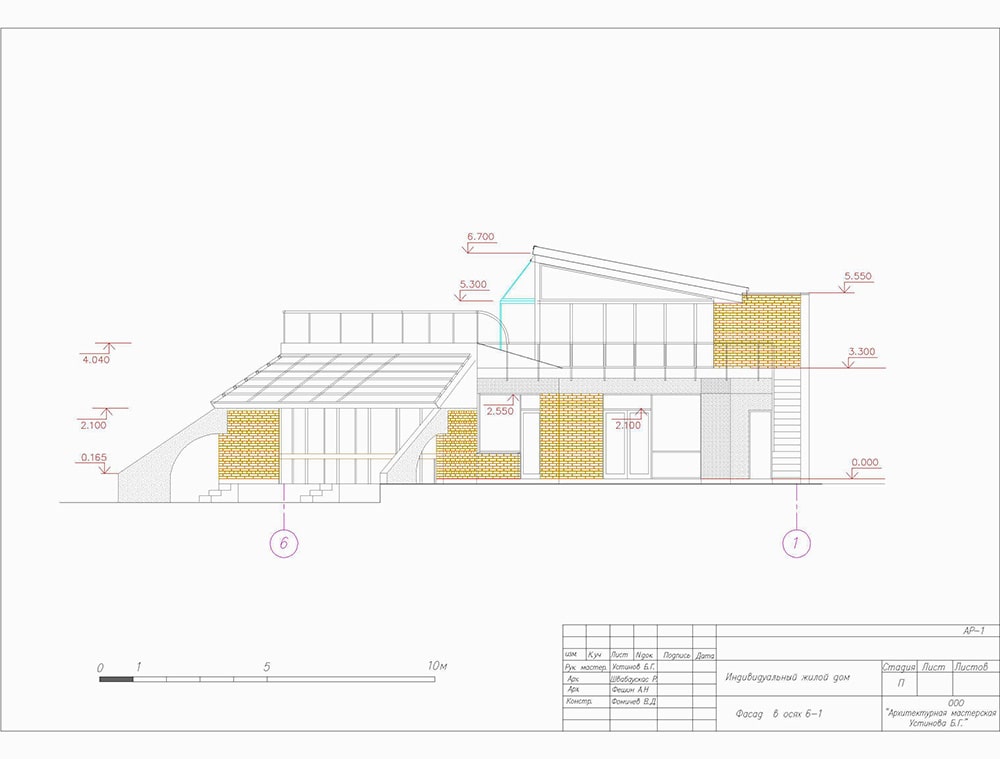 6.700
5.300
5.550
4.040
3.300
2.550
2.100
2.100
0.165
0.000
6
1
0 1 5 10м
АР-1
изм. К.уч Лист Nдок. Подпись Дата
Рук. мастер. Устинов Б.Г.
Арх. Швабаускас Р.
Арх Фешин А.Н
Констр. Фомичев В.Д.
Индивидуальный жилой дом
Стадия Лист Листов
П
Фасад в осях 6-1
ООО
"Архитектурная мастерская
Устинова Б.Г."